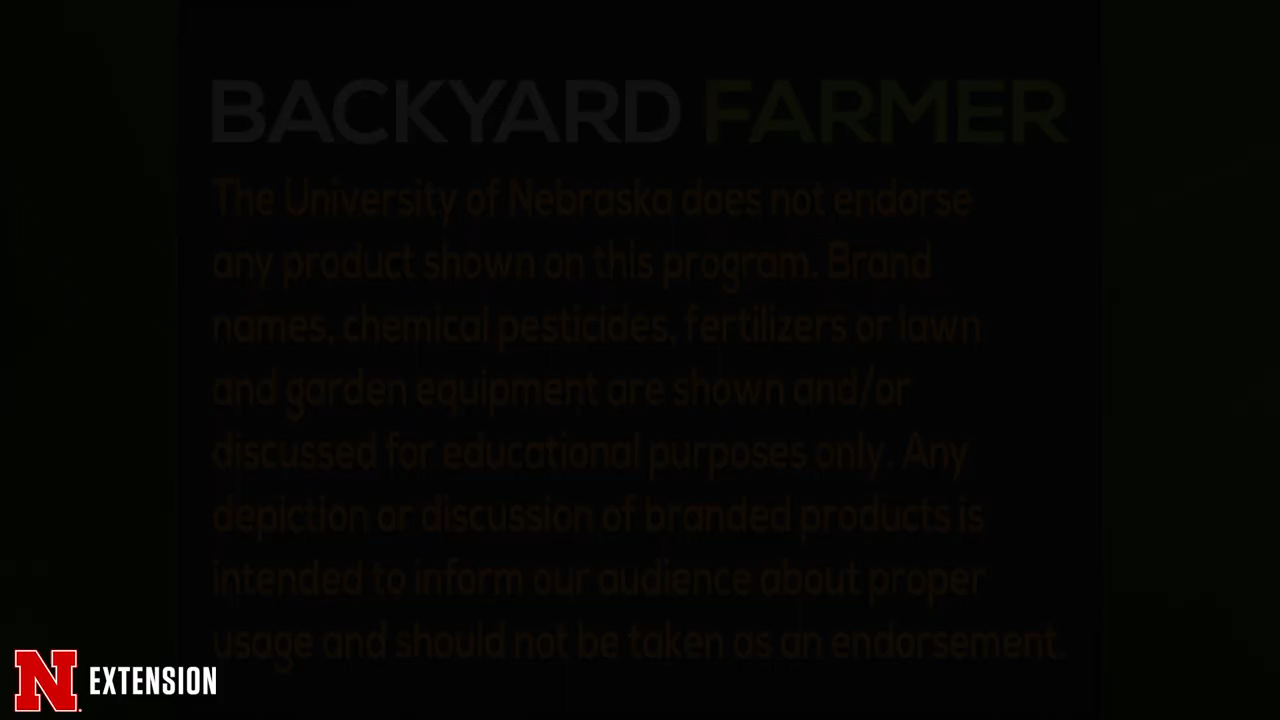 BACKYARD FARMER
The University of Nebraska does not endorse
any product shown on this program. Brand
names, chemical pesticides, fertilizers or lawn
and garden equipment are shown and/or
discussed for educational purposes only. Any
depiction or discussion of branded products is
intended to inform our audience about proper
usage and should not be taken as an endorsement.
N EXTENSION